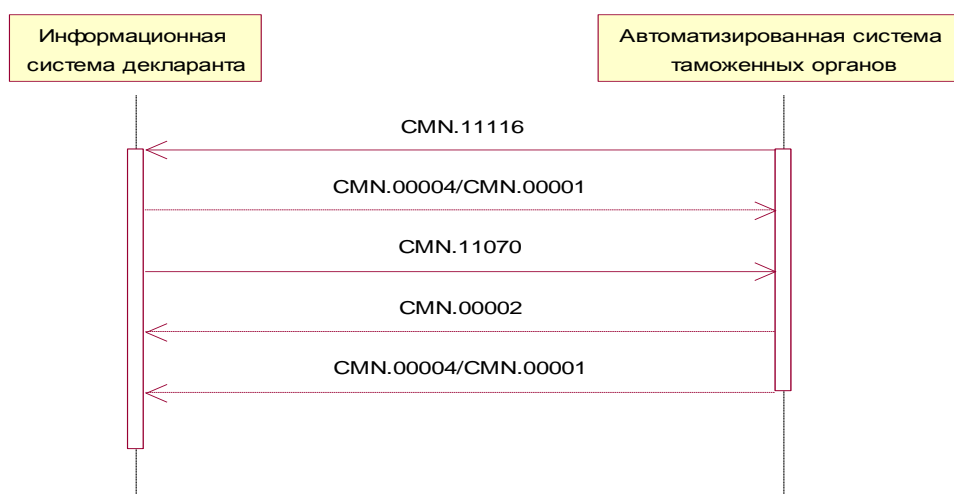 Информационная
система декларанта
Автоматизированная система
таможенных органов
CMN.11116
CMN.00004/CMN.00001
CMN.11070
CMN.00002
CMN.00004/CMN.00001